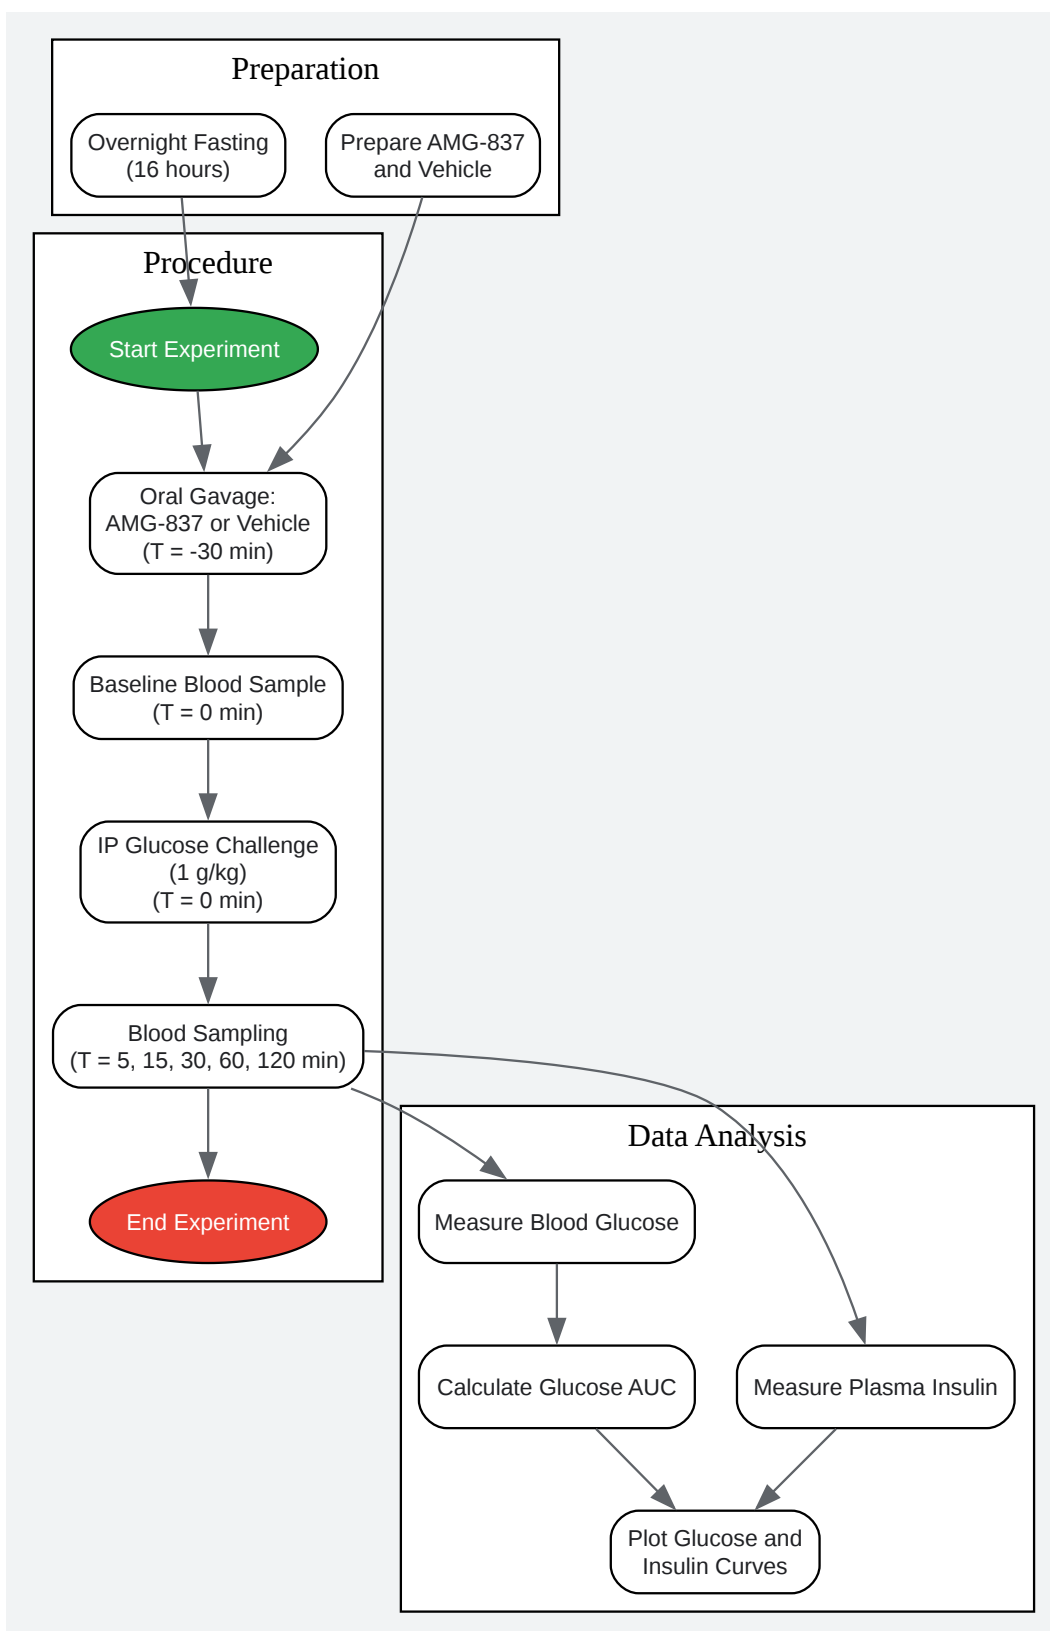 Preparation
Overnight Fasting
(16 hours)
Prepare AMG-837
and Vehicle
Procedure
Start Experiment
Oral Gavage:
AMG-837 or Vehicle
(T = -30 min)
Baseline Blood Sample
(T = 0 min)
IP Glucose Challenge
(1 g/kg)
(T = 0 min)
Blood Sampling
(T = 5, 15, 30, 60, 120 min)
End Experiment
Data Analysis
Measure Blood Glucose
Calculate Glucose AUC
Measure Plasma Insulin
Plot Glucose and
Insulin Curves